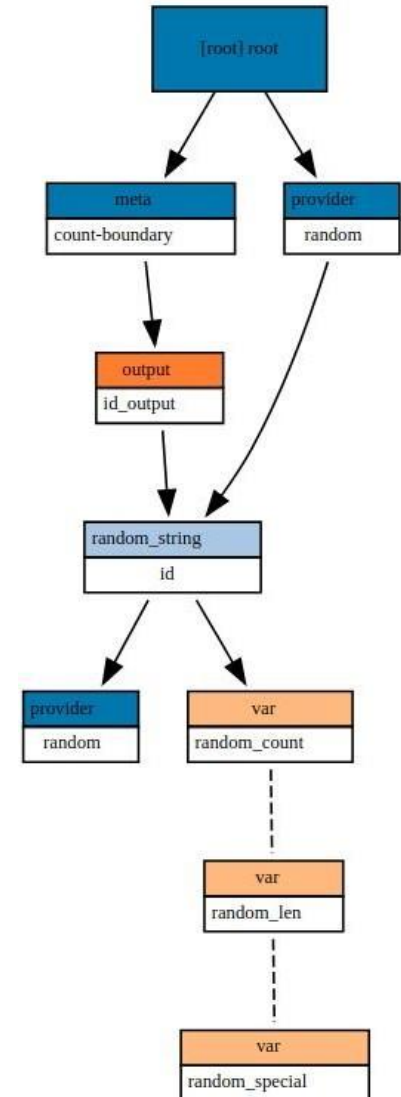 [root] root
meta
count-boundary
provider
random
output
id_output
random_string
id
provider
random
var
random_count
var
random_len
var
random_special